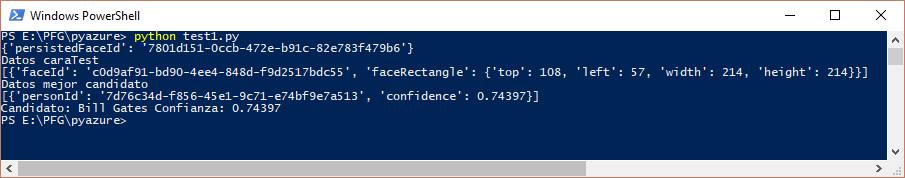 Windows PowerShell
PS E:\PFG\pyazure> python test1.py
{'persistedFaceId': '7801d151-0ccb-472e-b91c-82e783f479b6'}
Datos caraTest
[{'faceId': 'c0d9af91-bd90-4ee4-848d-f9d2517bdc55', 'faceRectangle': {'top': 108, 'left': 57, 'width': 214, 'height': 214}}]
Datos mejor candidato
[{'personId': '7d76c34d-f856-45e1-9c71-e74bf9e7a513', 'confidence': 0.74397}]
Candidato: Bill Gates Confianza: 0.74397
PS E:\PFG\pyazure>